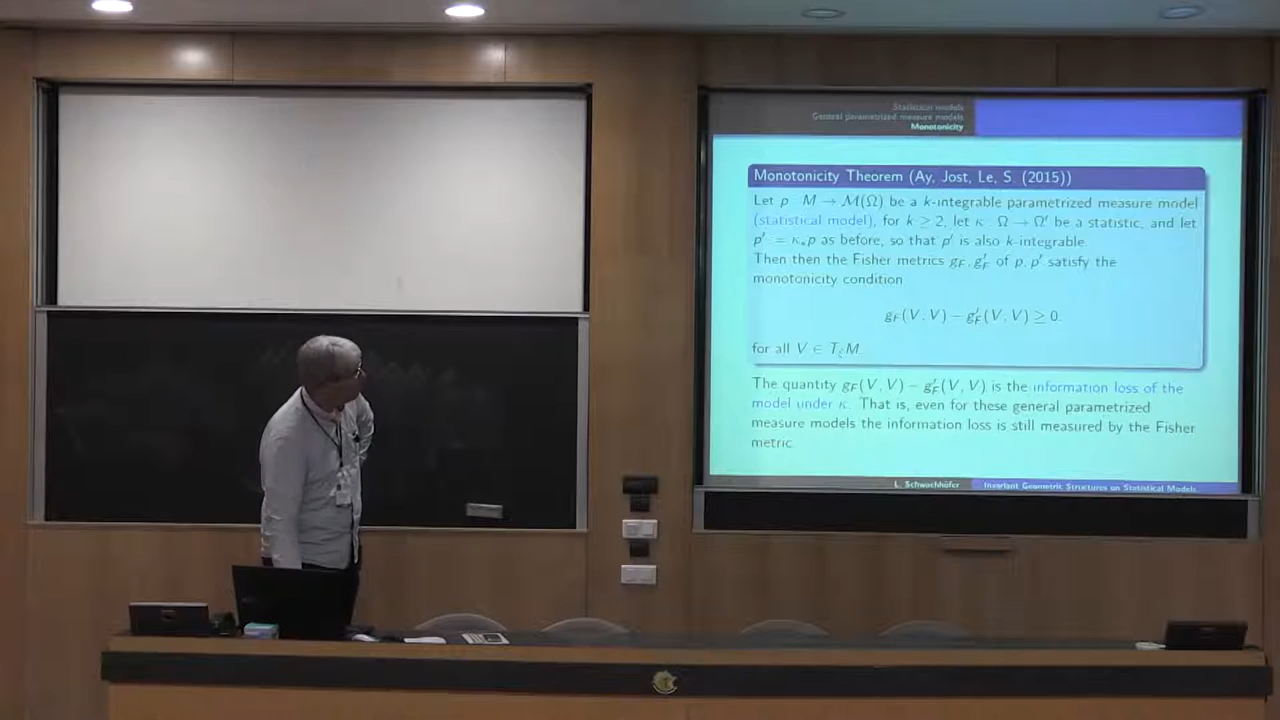 Statistical models
General parametrized measure models
Monotonicity
Monotonicity Theorem (Ay, Jost, Le, S. (2015))
Let p : M → M(Ω) be a k-integrable parametrized measure model
(statistical model), for k ≥ 2, let κ : Ω → Ω′ be a statistic, and let
p′ = κ∗p as before, so that p′ is also k-integrable.
Then then the Fisher metrics gF, g′F of p, p′ satisfy the
monotonicity condition
gF(V, V) − g′F(V, V) ≥ 0.
for all V ∈ TξM.
The quantity gF(V, V) − g′F(V, V) is the information loss of the
model under κ. That is, even for these general parametrized
measure models the information loss is still measured by the Fisher
metric.
L. Schwachhöfer Invariant Geometric Structures on Statistical Models